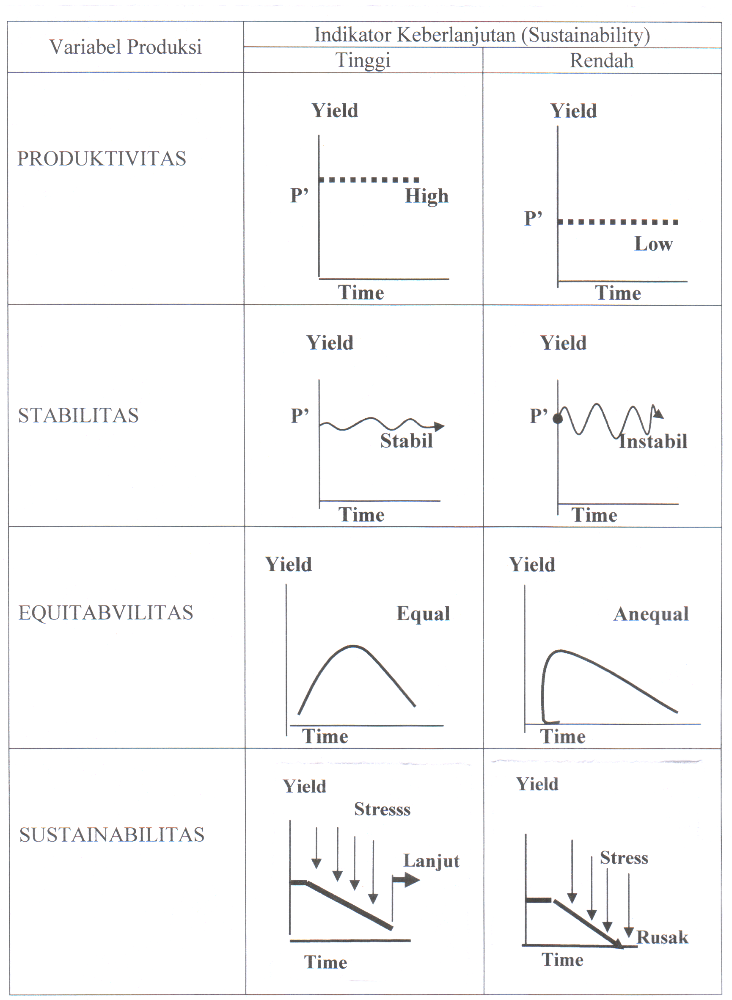 Variabel Produksi
Indikator Keberlanjutan (Sustainability)
Tinggi
Rendah
PRODUKTIVITAS
Yield
P’
High
Time
Yield
P’
Low
Time
STABILITAS
Yield
P’
Stabil
Time
Yield
P’
Instabil
Time
EQUITABVILITAS
Yield
Equal
Time
Yield
Anequal
Time
SUSTAINABILITAS
Yield
Stresss
Lanjut
Time
Yield
Stress
Rusak
Time